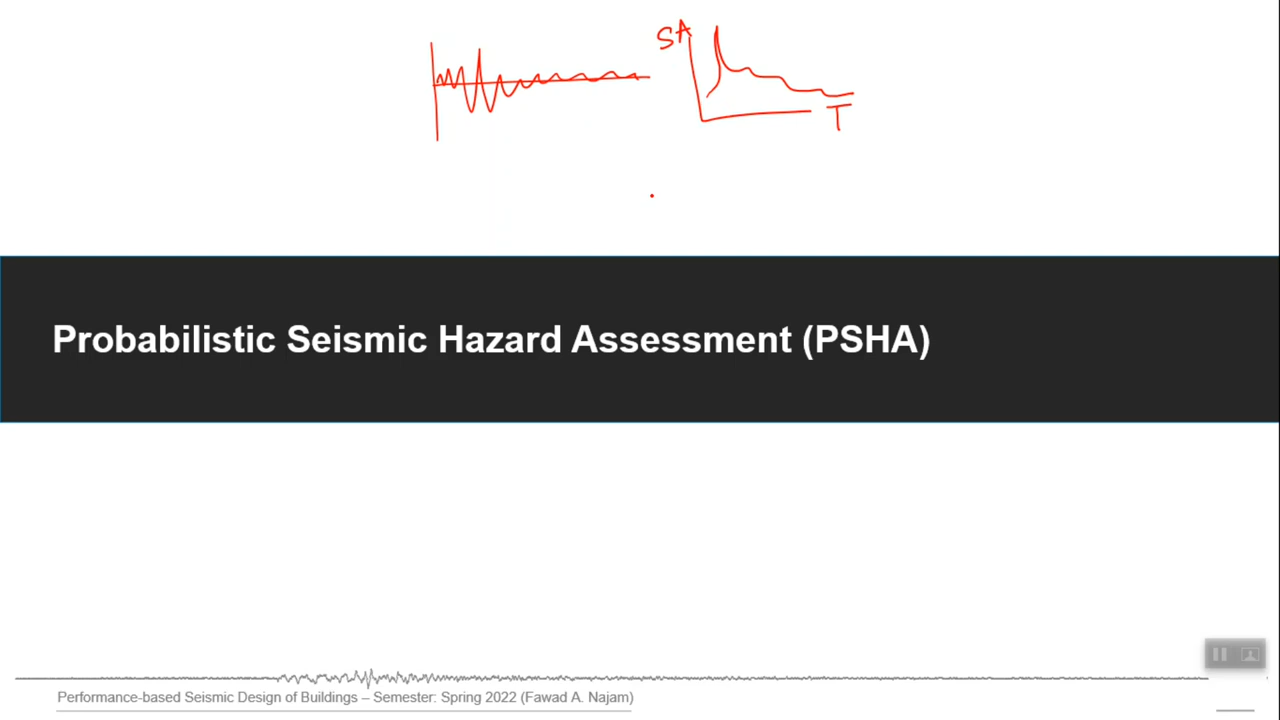 SA
T
Probabilistic Seismic Hazard Assessment (PSHA)
Performance-based Seismic Design of Buildings – Semester: Spring 2022 (Fawad A. Najam)